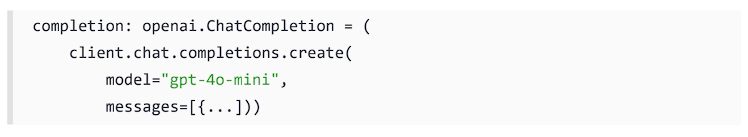 completion: openai.ChatCompletion = (
    client.chat.completions.create(
        model="gpt-4o-mini",
        messages=[{...}]))